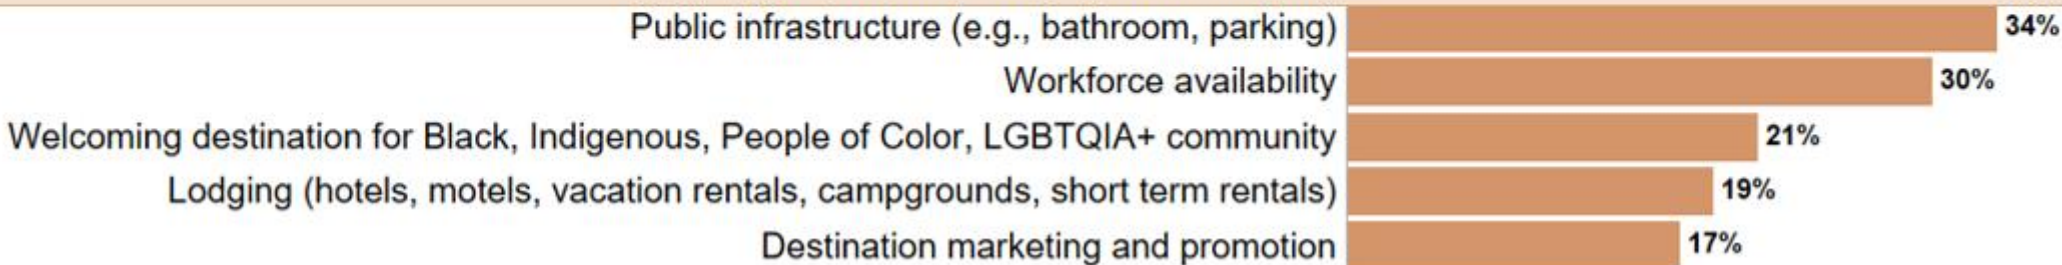 Public infrastructure (e.g., bathroom, parking) 34%
Workforce availability 30%
Welcoming destination for Black, Indigenous, People of Color, LGBTQIA+ community 21%
Lodging (hotels, motels, vacation rentals, campgrounds, short term rentals) 19%
Destination marketing and promotion 17%